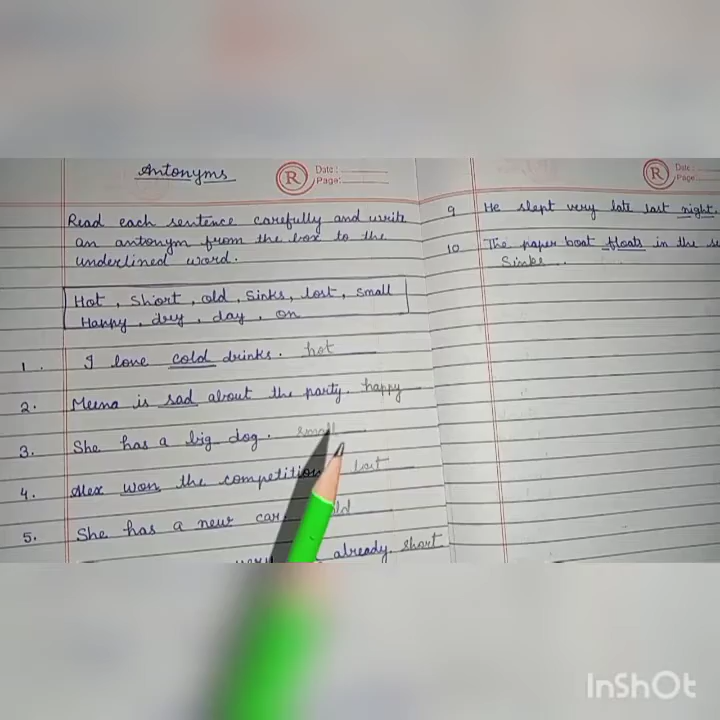 Antonyms
R Date:
Page:
Read each sentence carefully and write
an antonym from the box to the
underlined word.
Hot, Short, old, Sinks, lost, small
Happy, dry, day, on
1. I love cold drinks. hot
2. Meena is sad about the party. happy
3. She has a big dog. small
4. Alex won the competition lost
5. She has a new car.
already. short
R Date:
Page:
9 He slept very late last night.
10 The paper boat floats in the
Sinks
InShOt